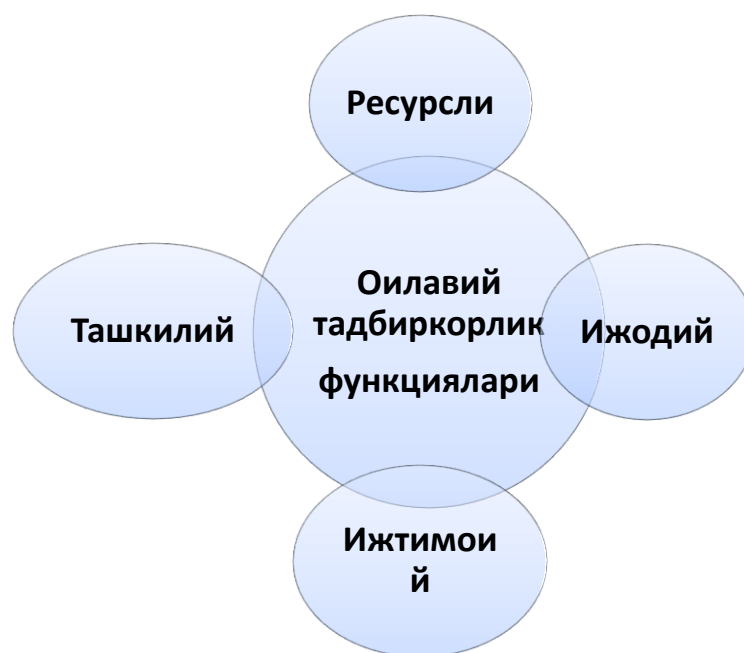 Ресурсли
Оилавий
тадбиркорлик
функциялари
Ташкилий
Ижодий
Ижтимои
й